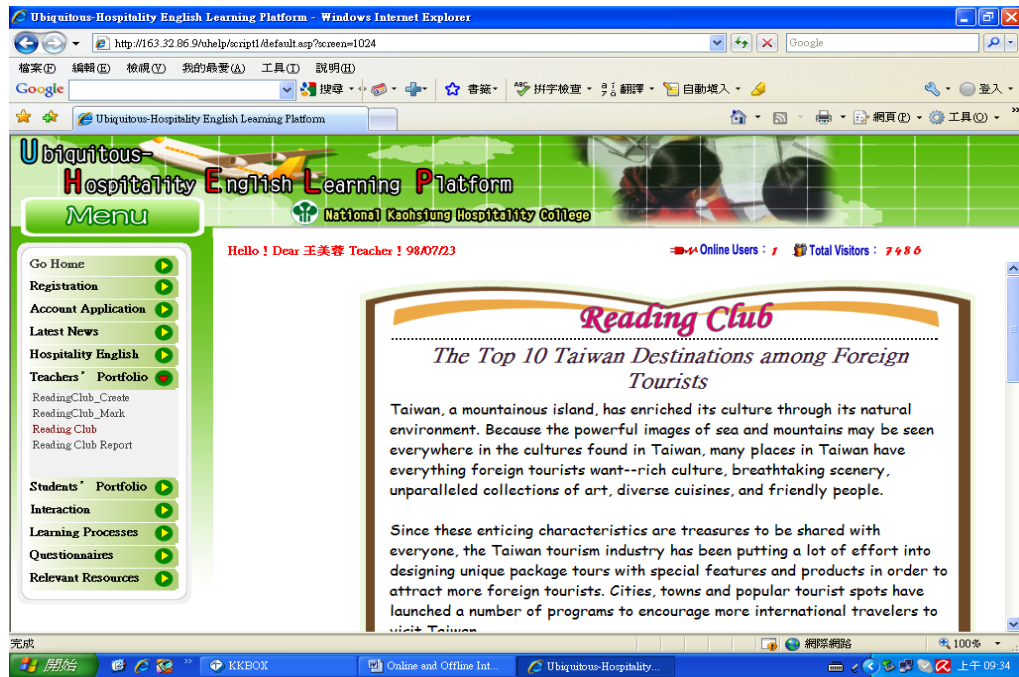 Ubiquitous-Hospitality English Learning Platform - Windows Internet Explorer
http://163.32.86.9/uhelp/script1/default.asp?screen=1024
Google
檔案(F) 編輯(E) 檢視(V) 我的最愛(A) 工具(T) 說明(H)
Google 搜尋 書籤 拼字檢查 翻譯 自動填入 登入
Ubiquitous-Hospitality English Learning Platform
網頁(P) 工具(O)
Ubiquitous-
Hospitality English Learning Platform
National Kaohsiung Hospitality College
Menu
Hello ! Dear 王美蓉 Teacher ! 98/07/23
Online Users : 1 Total Visitors : 7486
Go Home
Registration
Account Application
Latest News
Hospitality English
Teachers' Portfolio
ReadingClub_Create
ReadingClub_Mark
Reading Club
Reading Club Report
Students' Portfolio
Interaction
Learning Processes
Questionnaires
Relevant Resources
Reading Club
The Top 10 Taiwan Destinations among Foreign
Tourists
Taiwan, a mountainous island, has enriched its culture through its natural
environment. Because the powerful images of sea and mountains may be seen
everywhere in the cultures found in Taiwan, many places in Taiwan have
everything foreign tourists want--rich culture, breathtaking scenery,
unparalleled collections of art, diverse cuisines, and friendly people.
Since these enticing characteristics are treasures to be shared with
everyone, the Taiwan tourism industry has been putting a lot of effort into
designing unique package tours with special features and products in order to
attract more foreign tourists. Cities, towns and popular tourist spots have
launched a number of programs to encourage more international travelers to
visit Taiwan
完成
網際網路
100%
開始
KKBOX
Online and Offline Int...
Ubiquitous-Hospitality...
上午 09:34